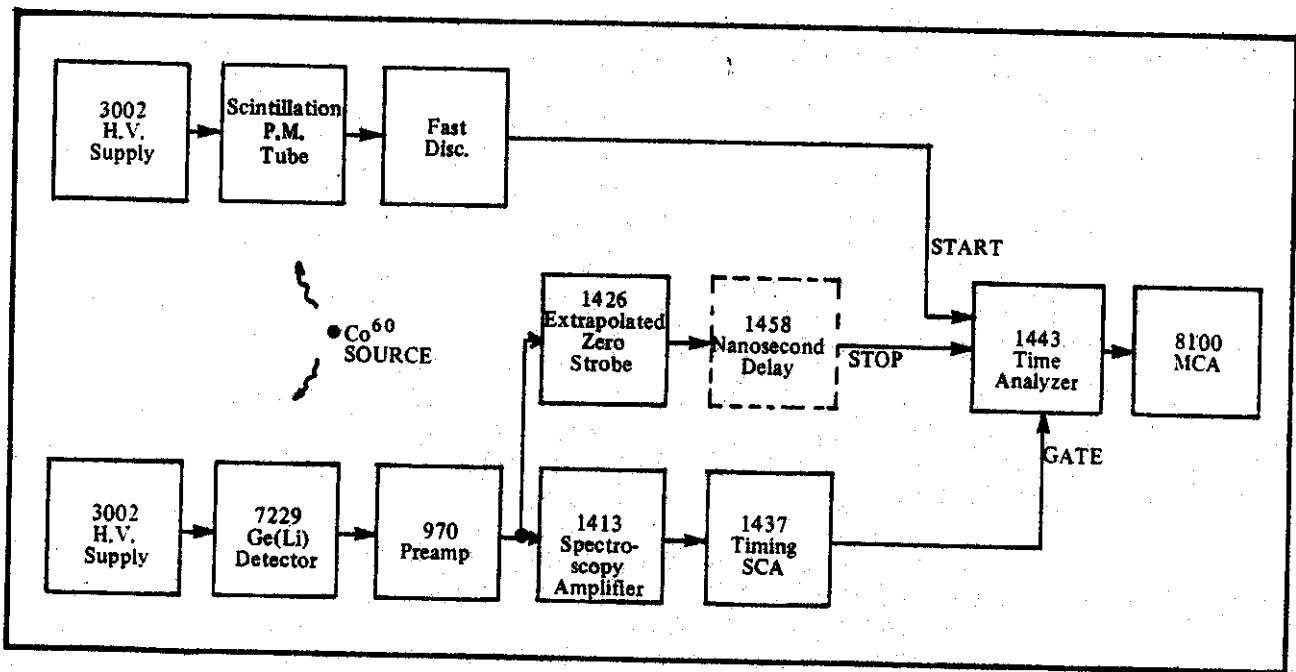 3002
H.V.
Supply
Scintillation
P.M.
Tube
Fast
Disc.
START
Co⁶⁰
SOURCE
1426
Extrapolated
Zero
Strobe
1458
Nanosecond
Delay
STOP
1443
Time
Analyzer
8100
MCA
GATE
3002
H.V.
Supply
7229
Ge(Li)
Detector
970
Preamp
1413
Spectro-
scopy
Amplifier
1437
Timing
SCA